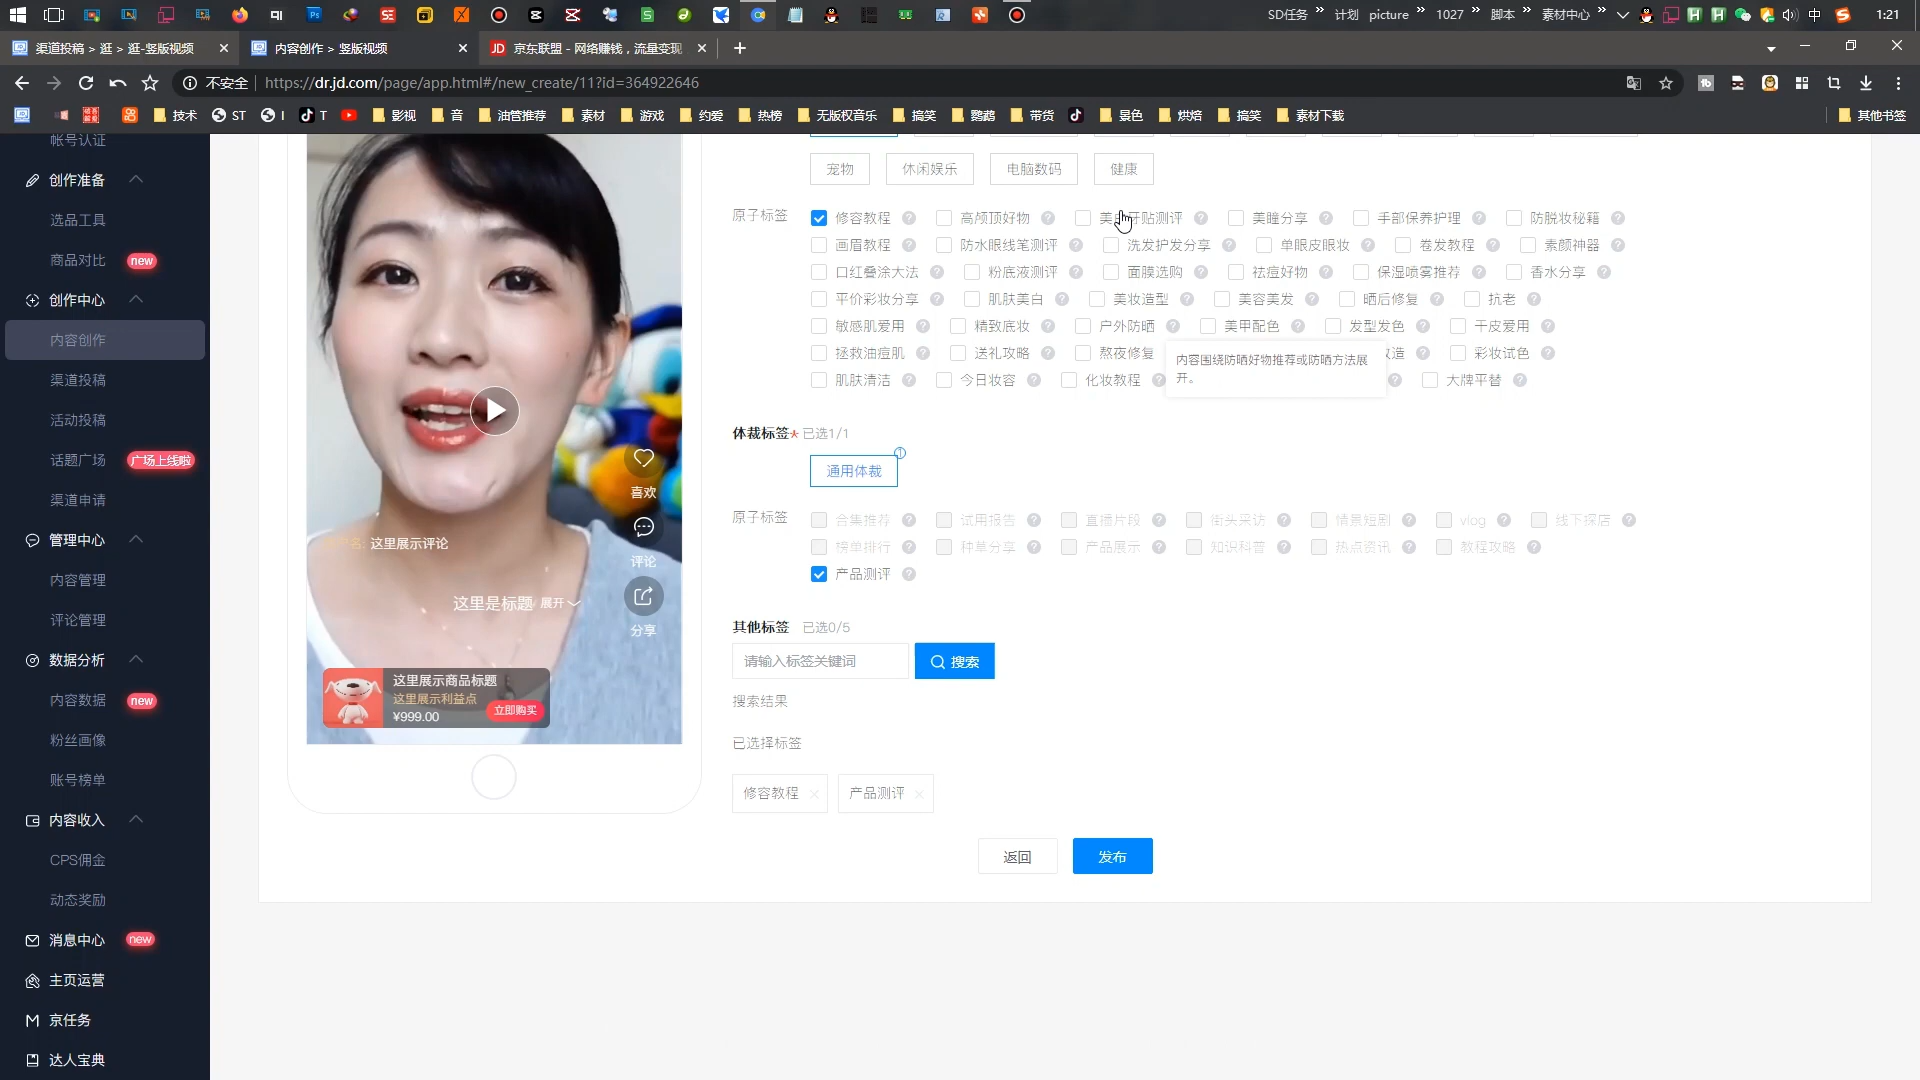 SD任务 计划 picture 1027 脚本 素材中心 中 1:21
渠道投稿 > 逛 > 逛-竖版视频
内容创作 > 竖版视频
京东联盟 - 网络赚钱，流量变现
不安全 https://dr.jd.com/page/app.html#/new_create/11?id=364922646
技术 ST I T 影视 音 油管推荐 素材 游戏 约爱 热榜 无版权音乐 搞笑 鹦鹉 带货 景色 烘焙 搞笑 素材下载 其他书签
帐号认证
创作准备
选品工具
商品对比 new
创作中心
内容创作
渠道投稿
活动投稿
话题广场 广场上线啦
渠道申请
管理中心
内容管理
评论管理
数据分析
内容数据 new
粉丝画像
账号榜单
内容收入
CPS佣金
动态奖励
消息中心 new
主页运营
京任务
达人宝典
喜欢
评论
这里展示评论
这里是标题 展开
分享
这里展示商品标题
这里展示利益点
¥999.00 立即购买
宠物 休闲娱乐 电脑数码 健康
原子标签
修容教程 高颅顶好物 美白牙贴测评 美瞳分享 手部保养护理 防脱妆秘籍
画眉教程 防水眼线笔测评 洗发护发分享 单眼皮眼妆 卷发教程 素颜神器
口红叠涂大法 粉底液测评 面膜选购 祛痘好物 保湿喷雾推荐 香水分享
平价彩妆分享 肌肤美白 美妆造型 美容美发 晒后修复 抗老
敏感肌爱用 精致底妆 户外防晒 美甲配色 发型发色 干皮爱用
拯救油痘肌 送礼攻略 熬夜修复 改造 彩妆试色
肌肤清洁 今日妆容 化妆教程 大牌平替
内容围绕防晒好物推荐或防晒方法展
开。
体裁标签* 已选1/1
通用体裁 1
原子标签
合集推荐 试用报告 直播片段 街头采访 情景短剧 vlog 线下探店
榜单排行 种草分享 产品展示 知识科普 热点资讯 教程攻略
产品测评
其他标签 已选0/5
请输入标签关键词 搜索
搜索结果
已选择标签
修容教程 × 产品测评 ×
返回 发布